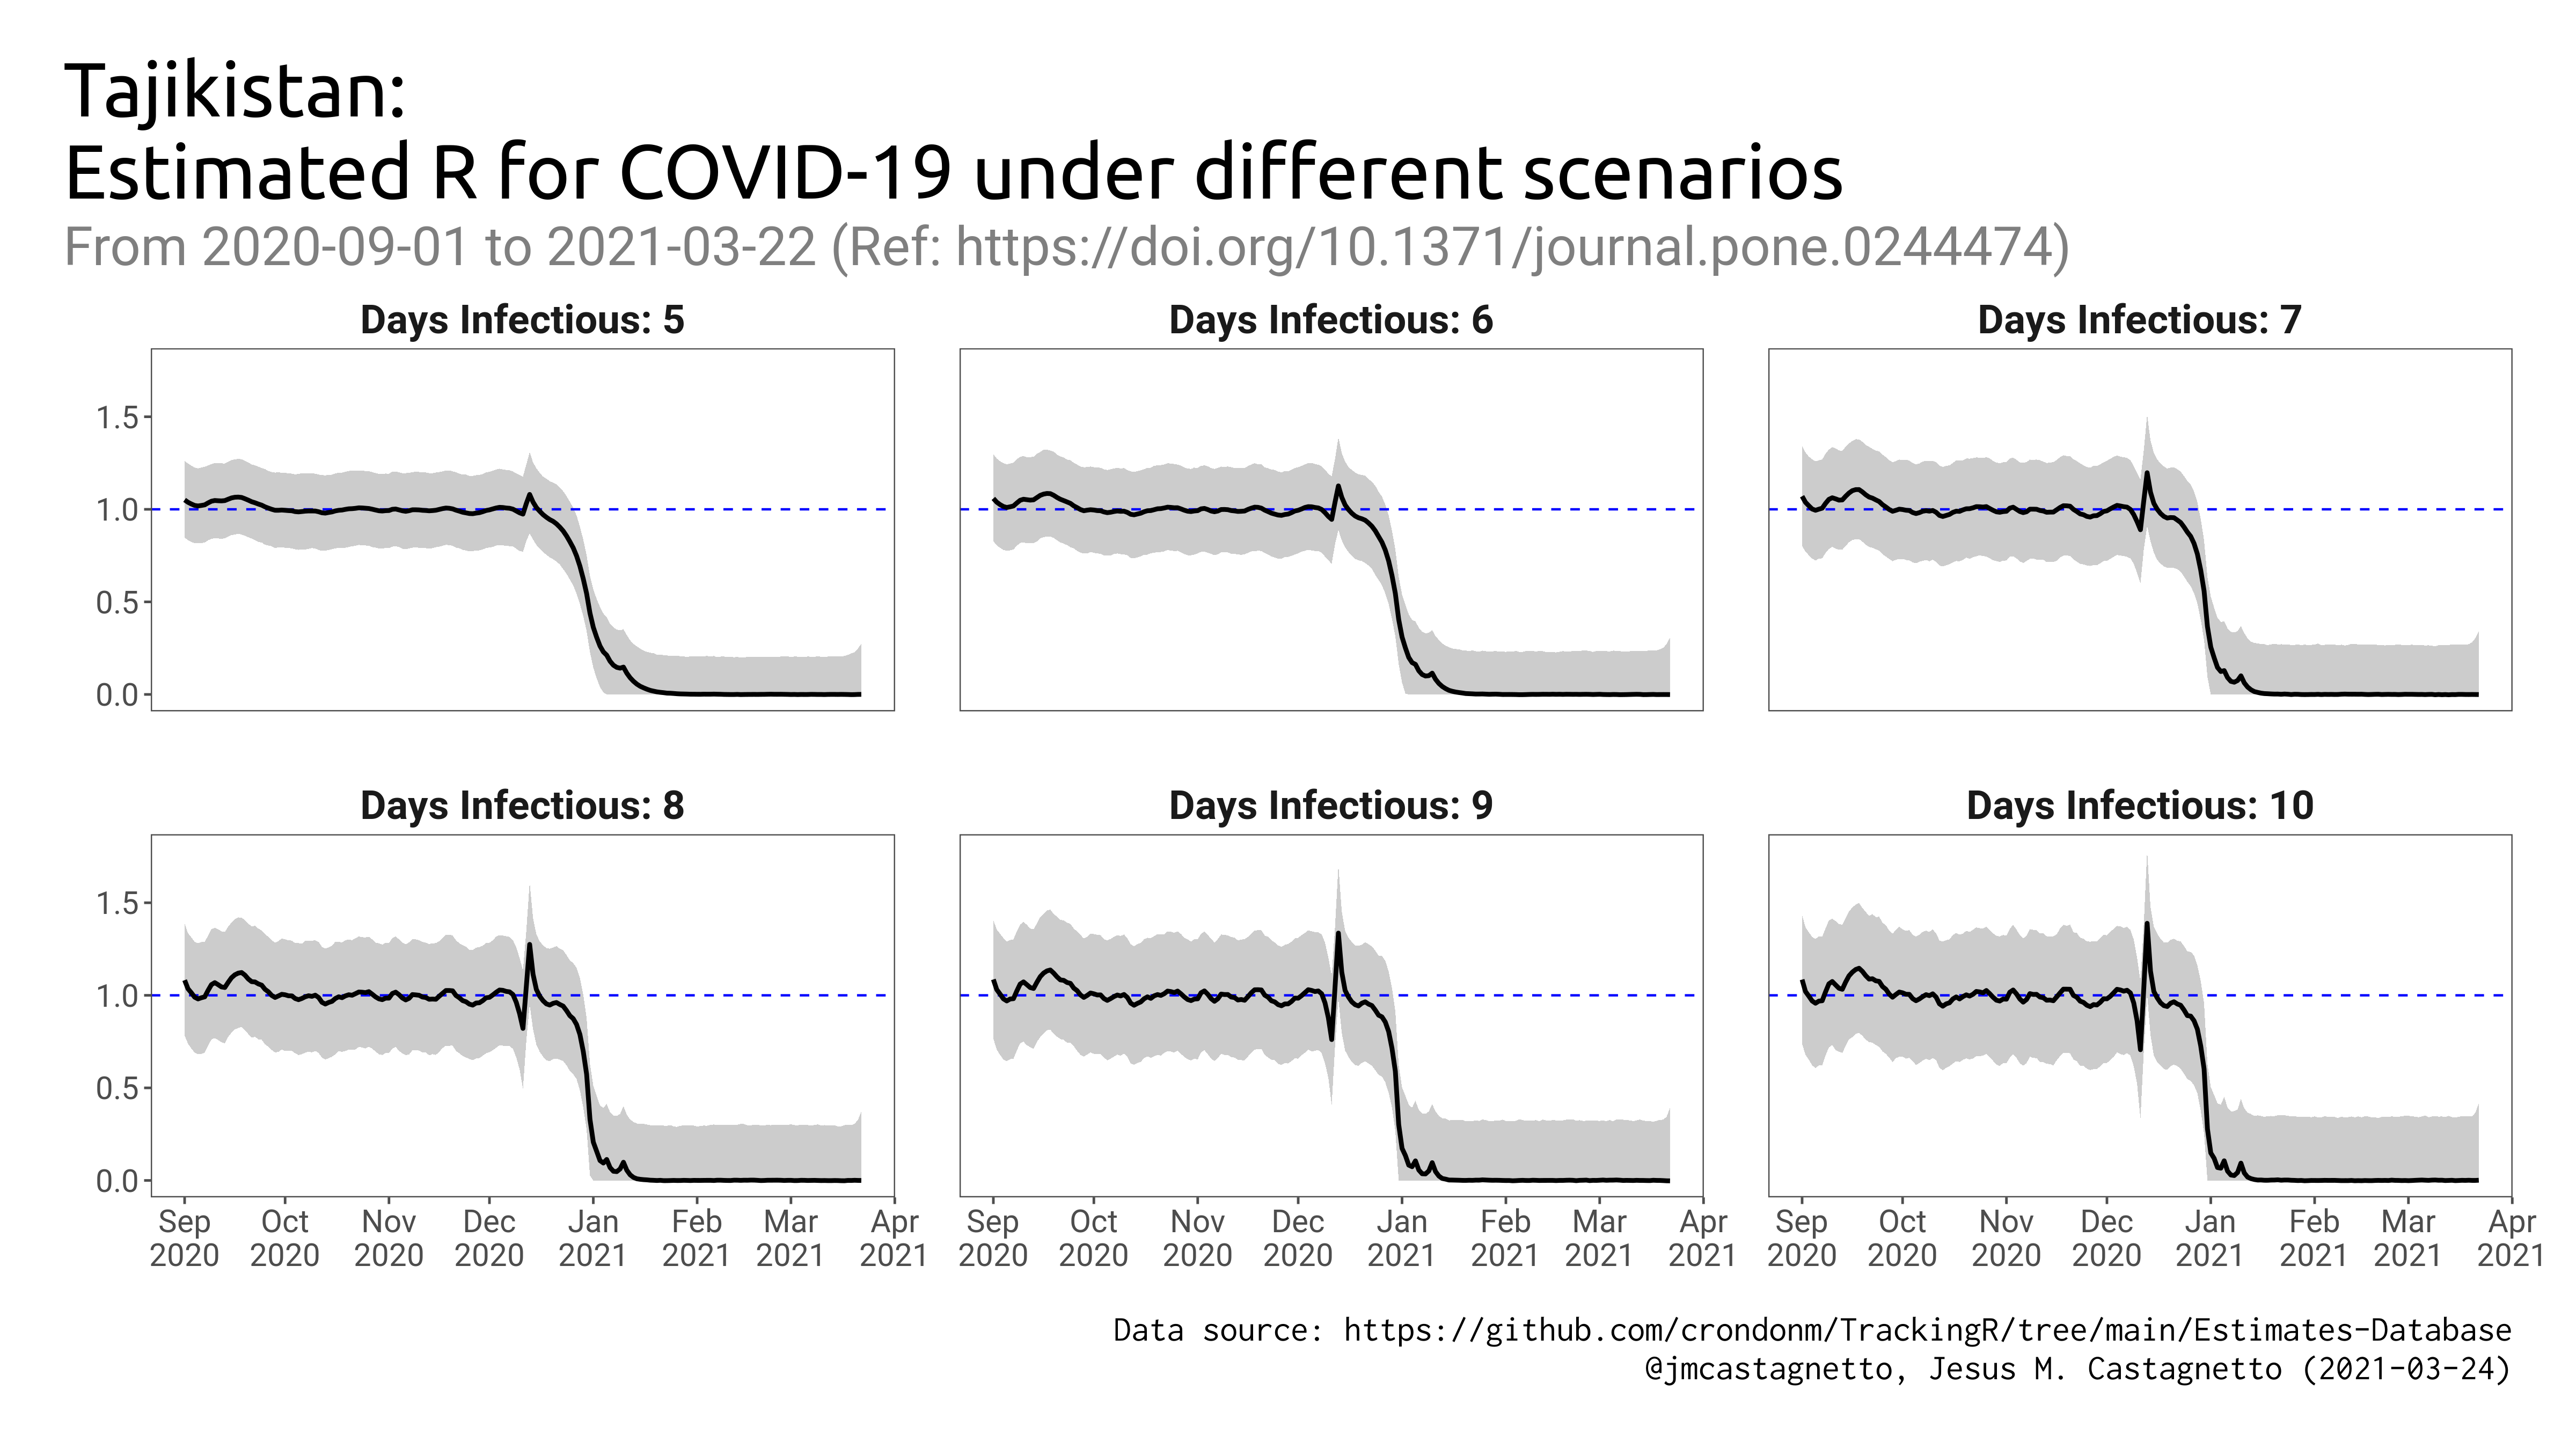 Tajikistan:
Estimated R for COVID-19 under different scenarios
From 2020-09-01 to 2021-03-22 (Ref: https://doi.org/10.1371/journal.pone.0244474)
Days Infectious: 5
Days Infectious: 6
Days Infectious: 7
1.5
1.0
0.5
0.0
Days Infectious: 8
Days Infectious: 9
Days Infectious: 10
1.5
1.0
0.5
0.0
Sep Oct Nov Dec Jan Feb Mar Apr
2020 2020 2020 2020 2021 2021 2021 2021
Sep Oct Nov Dec Jan Feb Mar Apr
2020 2020 2020 2020 2021 2021 2021 2021
Sep Oct Nov Dec Jan Feb Mar Apr
2020 2020 2020 2020 2021 2021 2021 2021
Data source: https://github.com/crondonm/TrackingR/tree/main/Estimates-Database
@jmcastagnetto, Jesus M. Castagnetto (2021-03-24)